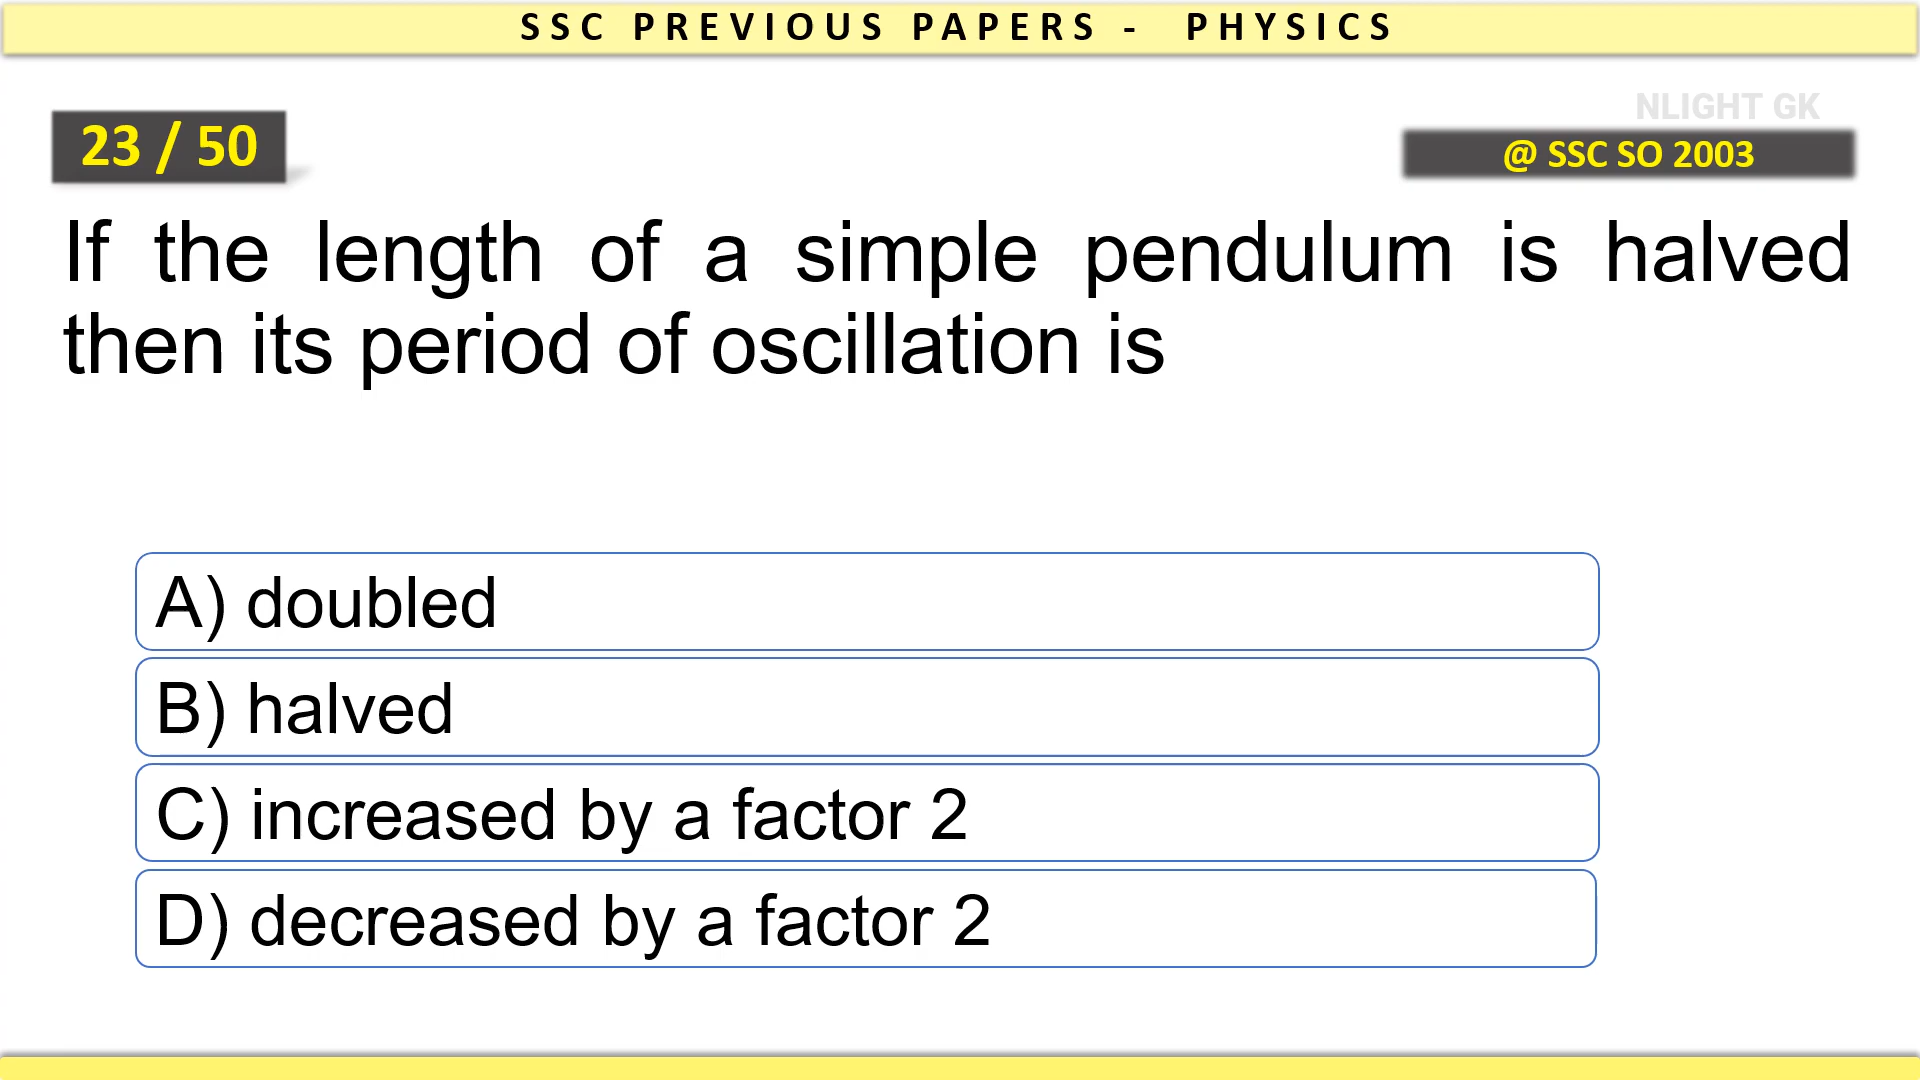 SSC PREVIOUS PAPERS - PHYSICS
NLIGHT GK
23 / 50
@ SSC SO 2003
If the length of a simple pendulum is halved
then its period of oscillation is
A) doubled
B) halved
C) increased by a factor 2
D) decreased by a factor 2